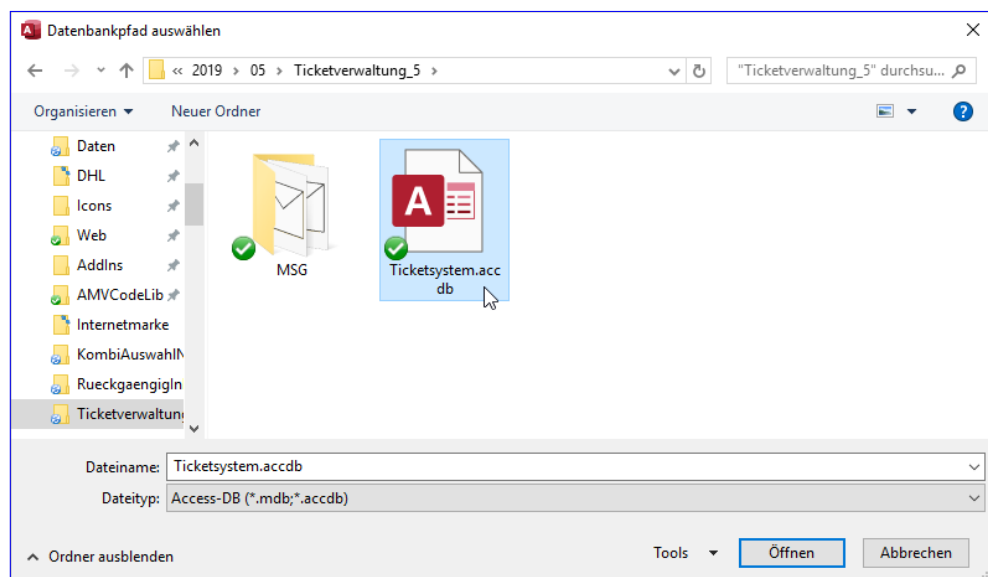 Datenbankpfad auswählen
« 2019 › 05 › Ticketverwaltung_5 ›
"Ticketverwaltung_5" durchsu...
Organisieren
Neuer Ordner
Daten
DHL
Icons
Web
AddIns
AMVCodeLib
Internetmarke
KombiAuswahlN
RueckgaengigIn
Ticketverwaltung
MSG
A
Ticketsystem.acc
db
Dateiname: Ticketsystem.accdb
Dateityp: Access-DB (*.mdb;*.accdb)
Ordner ausblenden
Tools
Öffnen
Abbrechen